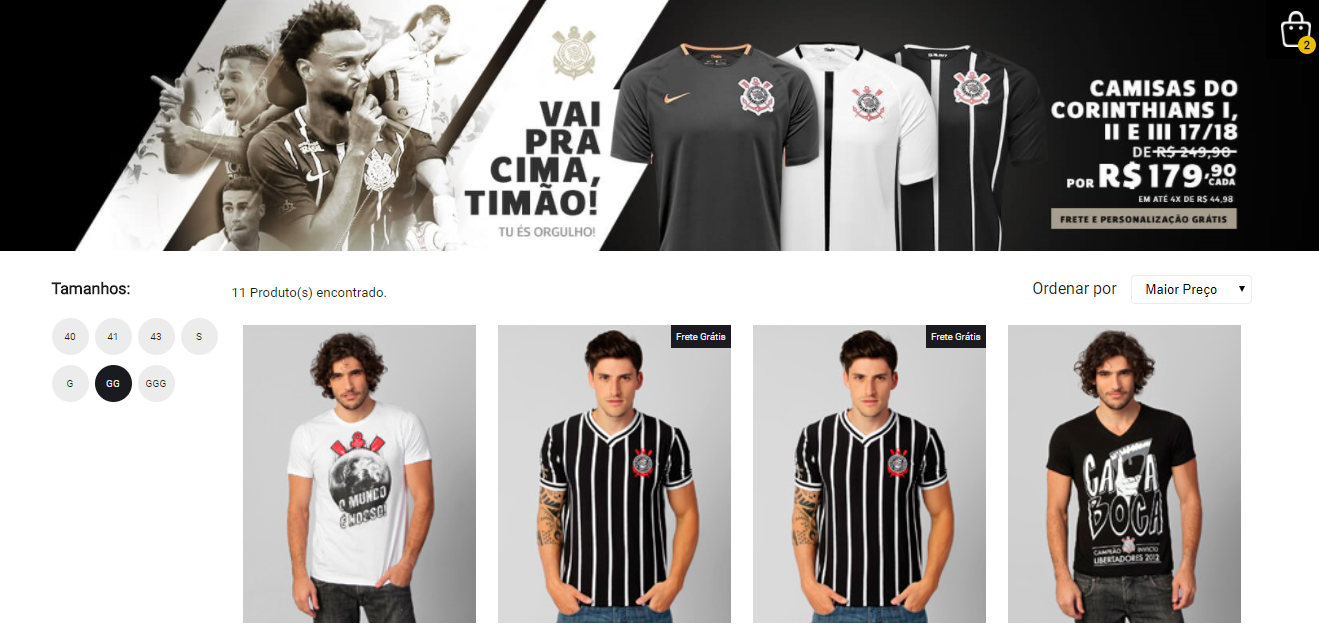 2
VAI
PRA
CIMA,
TIMÃO!
TU ÉS ORGULHO!
CAMISAS DO
CORINTHIANS I,
II E III 17/18
DE R$ 249,90
POR R$ 179,90 CADA
EM ATÉ 4X DE R$ 44,98
FRETE E PERSONALIZAÇÃO GRÁTIS
Tamanhos:
40 41 43 S
G GG GGG
11 Produto(s) encontrado.
Ordenar por Maior Preço
Frete Grátis
Frete Grátis
O MUNDO
É NOSSO!
CALA
BOCA
CAMPEÃO INVICTO
LIBERTADORES 2012